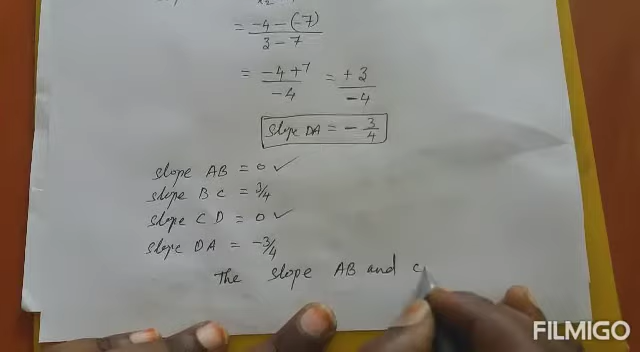 = -4 - (-7) / 3 - 7
= -4 + 7 / -4 = + 3 / -4
slope DA = - 3/4
slope AB = 0 ✓
slope BC = 3/4
slope CD = 0 ✓
slope DA = -3/4
The slope AB and c
FILMIGO